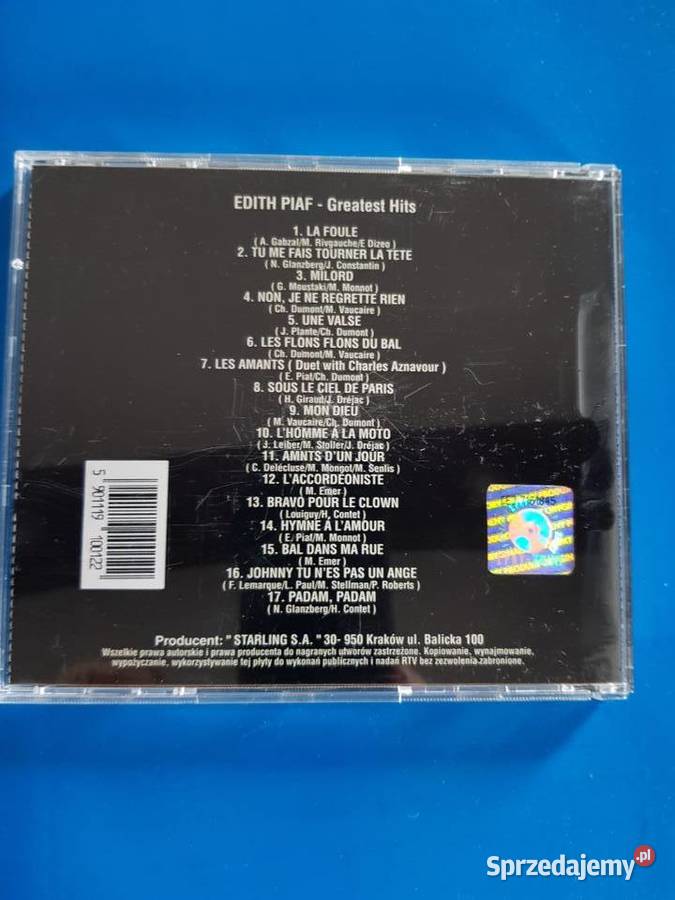 EDITH PIAF - Greatest Hits
1. LA FOULE
( A. Gabzal/M. Rivgauche/E Dizeo )
2. TU ME FAIS TOURNER LA TETE
( N. Glanzberg/J. Constantin )
3. MILORD
( G. Moustaki/M. Monnot )
4. NON, JE NE REGRETTE RIEN
( Ch. Dumont/M. Vaucaire )
5. UNE VALSE
( J. Plante/Ch. Dumont )
6. LES FLONS FLONS DU BAL
( Ch. Dumont/M. Vaucaire )
7. LES AMANTS ( Duet with Charles Aznavour )
( E. Piaf/Ch. Dumont )
8. SOUS LE CIEL DE PARIS
( H. Giraud/J. Dréjac )
9. MON DIEU
( M. Vaucaire/Ch. Dumont )
10. L'HOMME À LA MOTO
( J. Leiber/M. Stoller/J. Dréjac )
11. AMNTS D'UN JOUR
( C. Delécluse/M. Mongot/M. Senlis )
12. L'ACCORDÉONISTE
( M. Emer )
13. BRAVO POUR LE CLOWN
( Louiguy/H, Contet )
14. HYMNE À L'AMOUR
( E. Piaf/M. Monnot )
15. BAL DANS MA RUE
( M. Emer )
16. JOHNNY TU N'ES PAS UN ANGE
( F. Lemarque/L. Paul/M. Stellman/P. Roberts )
17. PADAM, PADAM
( N. Glanzberg/H. Contet )
5 901119 100122
Producent: " STARLING S.A. " 30- 950 Kraków ul. Balicka 100
Wszelkie prawa autorskie i prawa producenta do nagranych utworów zastrzeżone. Kopiowanie, wynajmowanie,
wypożyczanie, wykorzystywanie tej płyty do wykonań publicznych i nadań RTV bez zezwolenia zabronione.
Sprzedajemy.pl